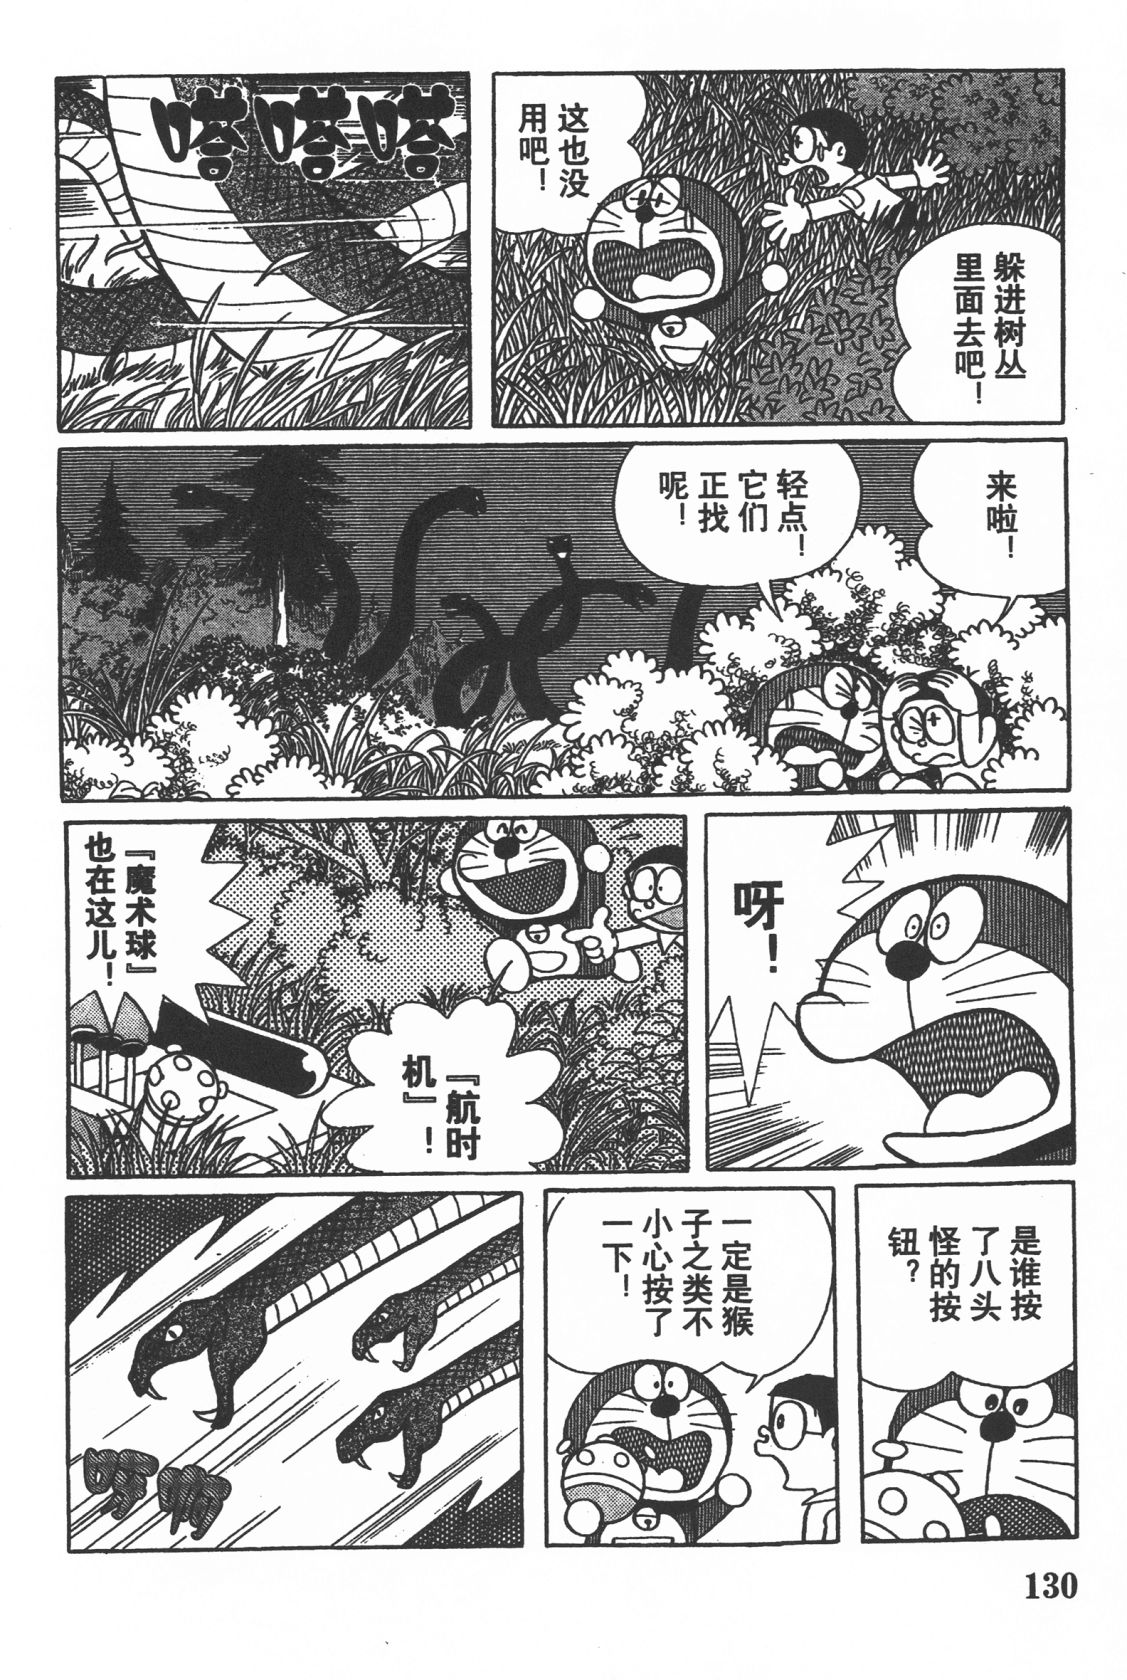 躲进树丛
里面去吧！
这也没
用吧！
嗒嗒嗒
来啦！
轻点！
它们
正找
呢！
呀！
『航时
机』！
『魔术球』
也在这儿！
是谁按
了八头
怪的按
钮？
一定是猴
子之类不
小心按了
一下！
130